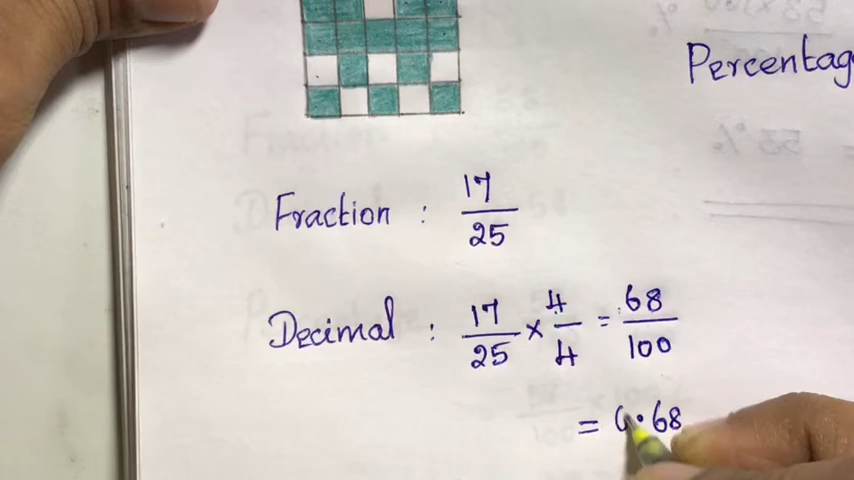 Percentag
Fraction : 17/25
Decimal : 17/25 × 4/4 = 68/100
= 0.68